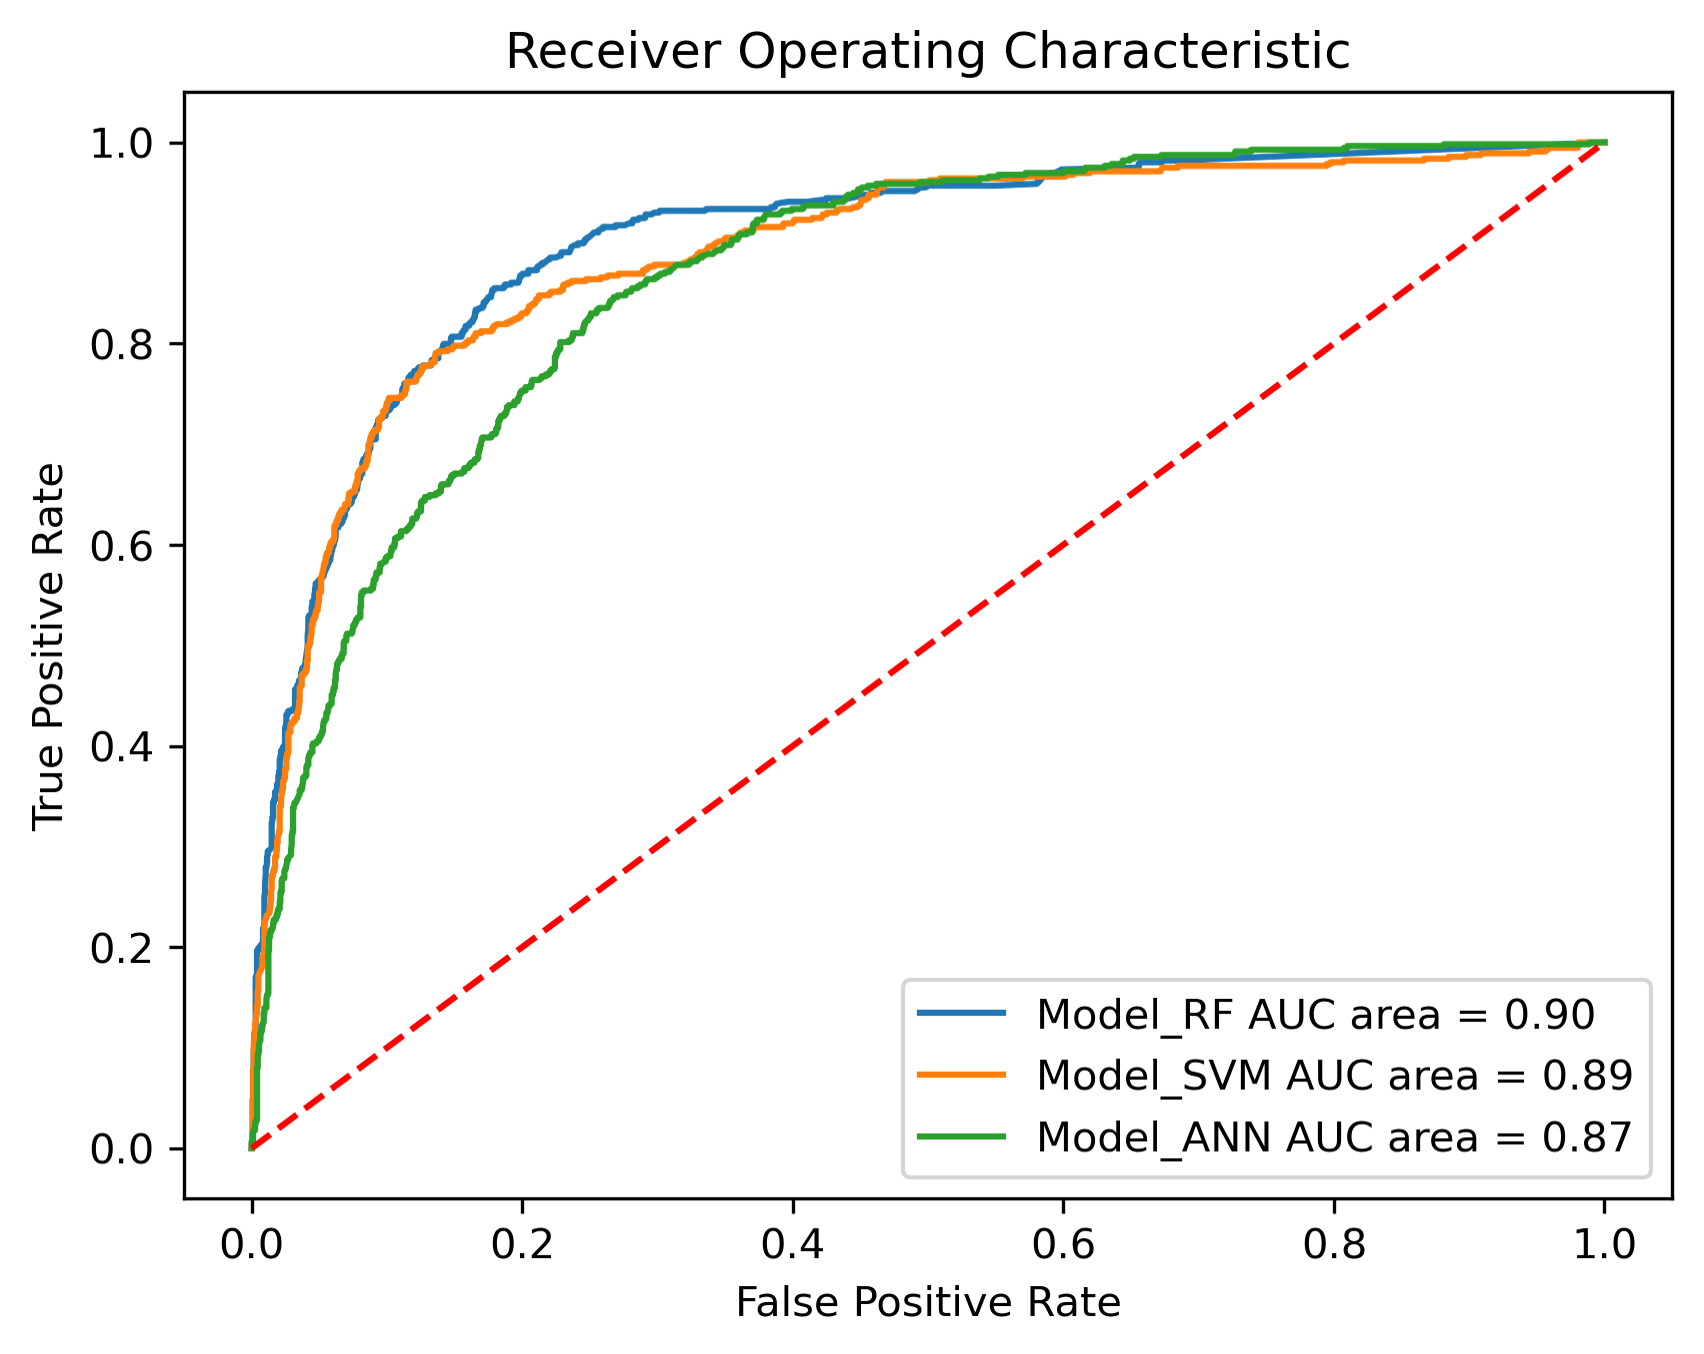 Receiver Operating Characteristic
1.0
0.8
0.6
0.4
0.2
0.0
True Positive Rate
Model_RF AUC area = 0.90
Model_SVM AUC area = 0.89
Model_ANN AUC area = 0.87
0.0 0.2 0.4 0.6 0.8 1.0
False Positive Rate